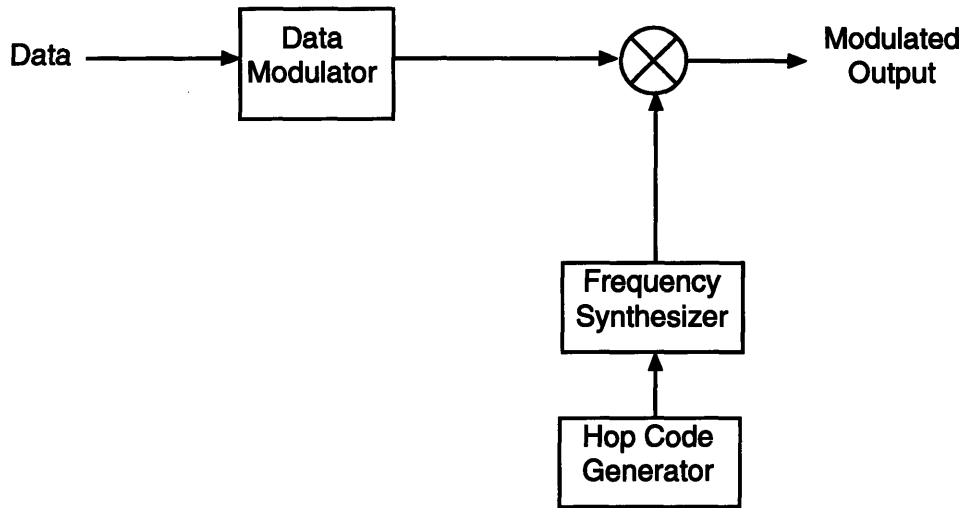 Data
Data
Modulator
Modulated
Output
Frequency
Synthesizer
Hop Code
Generator